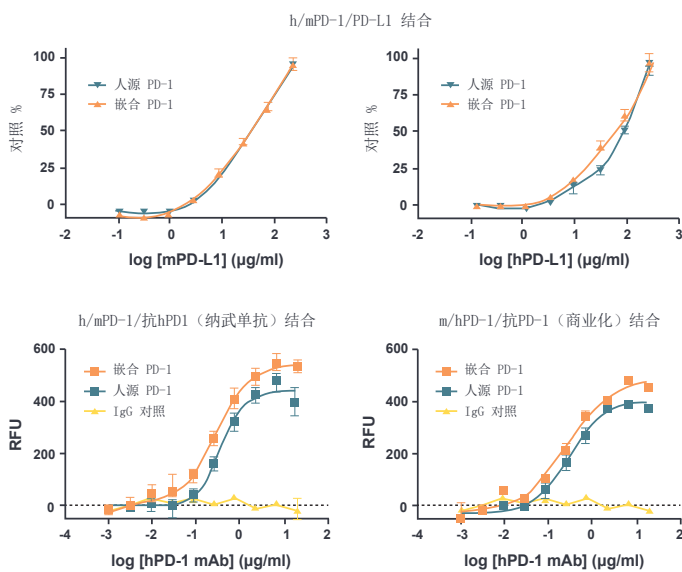 h/mPD-1/PD-L1 结合
100
75
50
25
0
对照 %
人源 PD-1
嵌合 PD-1
-2
-1
0
1
2
3
log [mPD-L1] (µg/ml)
100
75
50
25
0
对照 %
人源 PD-1
嵌合 PD-1
-2
-1
0
1
2
3
log [hPD-L1] (µg/ml)
h/mPD-1/抗hPD1（纳武单抗）结合
600
400
200
0
RFU
嵌合 PD-1
人源 PD-1
IgG 对照
-4
-3
-2
-1
0
1
2
log [hPD-1 mAb] (µg/ml)
m/hPD-1/抗PD-1（商业化）结合
600
400
200
0
RFU
嵌合 PD-1
人源 PD-1
IgG 对照
-4
-3
-2
-1
0
1
2
log [hPD-1 mAb] (µg/ml)